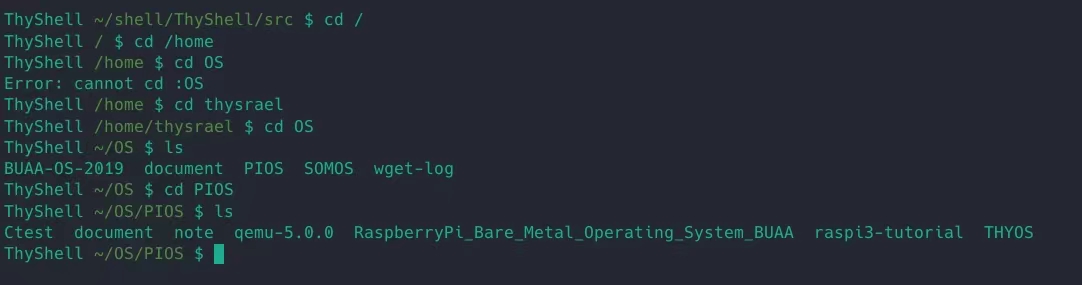 ThyShell ~/shell/ThyShell/src $ cd /
ThyShell / $ cd /home
ThyShell /home $ cd OS
Error: cannot cd :OS
ThyShell /home $ cd thysrael
ThyShell /home/thysrael $ cd OS
ThyShell ~/OS $ ls
BUAA-OS-2019  document  PIOS  SOMOS  wget-log
ThyShell ~/OS $ cd PIOS
ThyShell ~/OS/PIOS $ ls
Ctest  document  note  qemu-5.0.0  RaspberryPi_Bare_Metal_Operating_System_BUAA  raspi3-tutorial  THYOS
ThyShell ~/OS/PIOS $